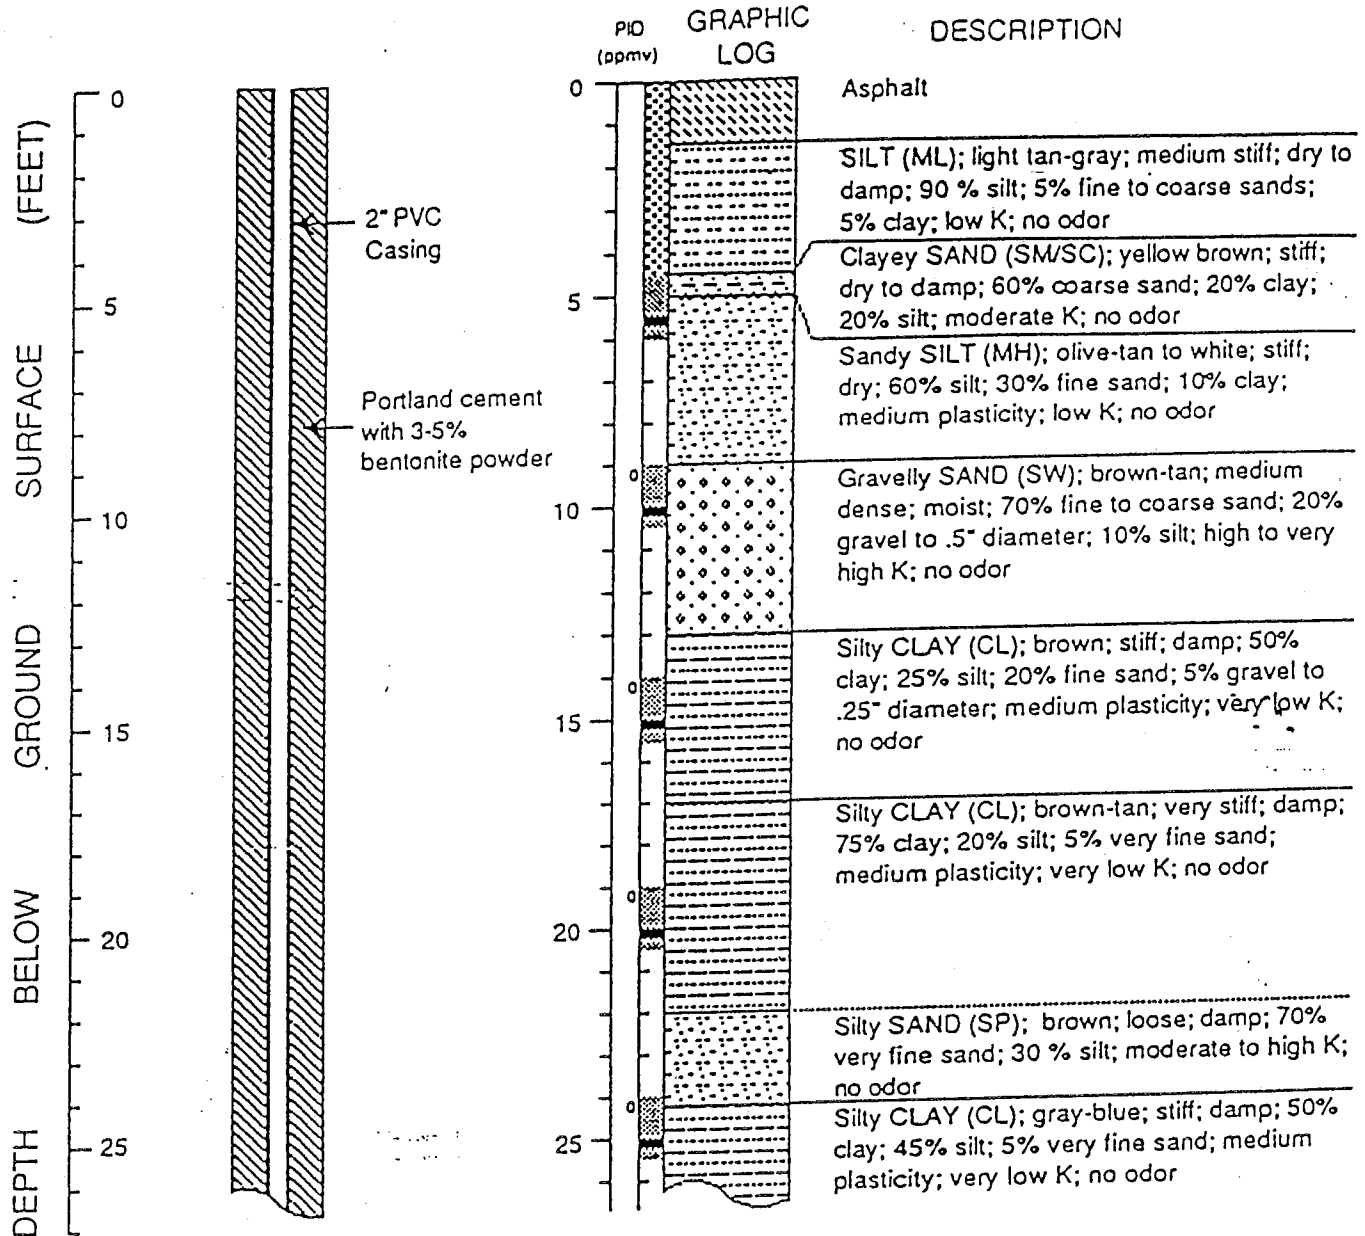 DEPTH BELOW GROUND SURFACE (FEET)
0
5
10
15
20
25
2" PVC
Casing
Portland cement
with 3-5%
bentonite powder
PID
(ppmv)
GRAPHIC
LOG
DESCRIPTION
0
5
10
15
20
25
0
0
0
0
Asphalt
SILT (ML); light tan-gray; medium stiff; dry to
damp; 90 % silt; 5% fine to coarse sands;
5% clay; low K; no odor
Clayey SAND (SM/SC); yellow brown; stiff;
dry to damp; 60% coarse sand; 20% clay;
20% silt; moderate K; no odor
Sandy SILT (MH); olive-tan to white; stiff;
dry; 60% silt; 30% fine sand; 10% clay;
medium plasticity; low K; no odor
Gravelly SAND (SW); brown-tan; medium
dense; moist; 70% fine to coarse sand; 20%
gravel to .5" diameter; 10% silt; high to very
high K; no odor
Silty CLAY (CL); brown; stiff; damp; 50%
clay; 25% silt; 20% fine sand; 5% gravel to
.25" diameter; medium plasticity; very low K;
no odor
Silty CLAY (CL); brown-tan; very stiff; damp;
75% clay; 20% silt; 5% very fine sand;
medium plasticity; very low K; no odor
Silty SAND (SP); brown; loose; damp; 70%
very fine sand; 30 % silt; moderate to high K;
no odor
Silty CLAY (CL); gray-blue; stiff; damp; 50%
clay; 45% silt; 5% very fine sand; medium
plasticity; very low K; no odor